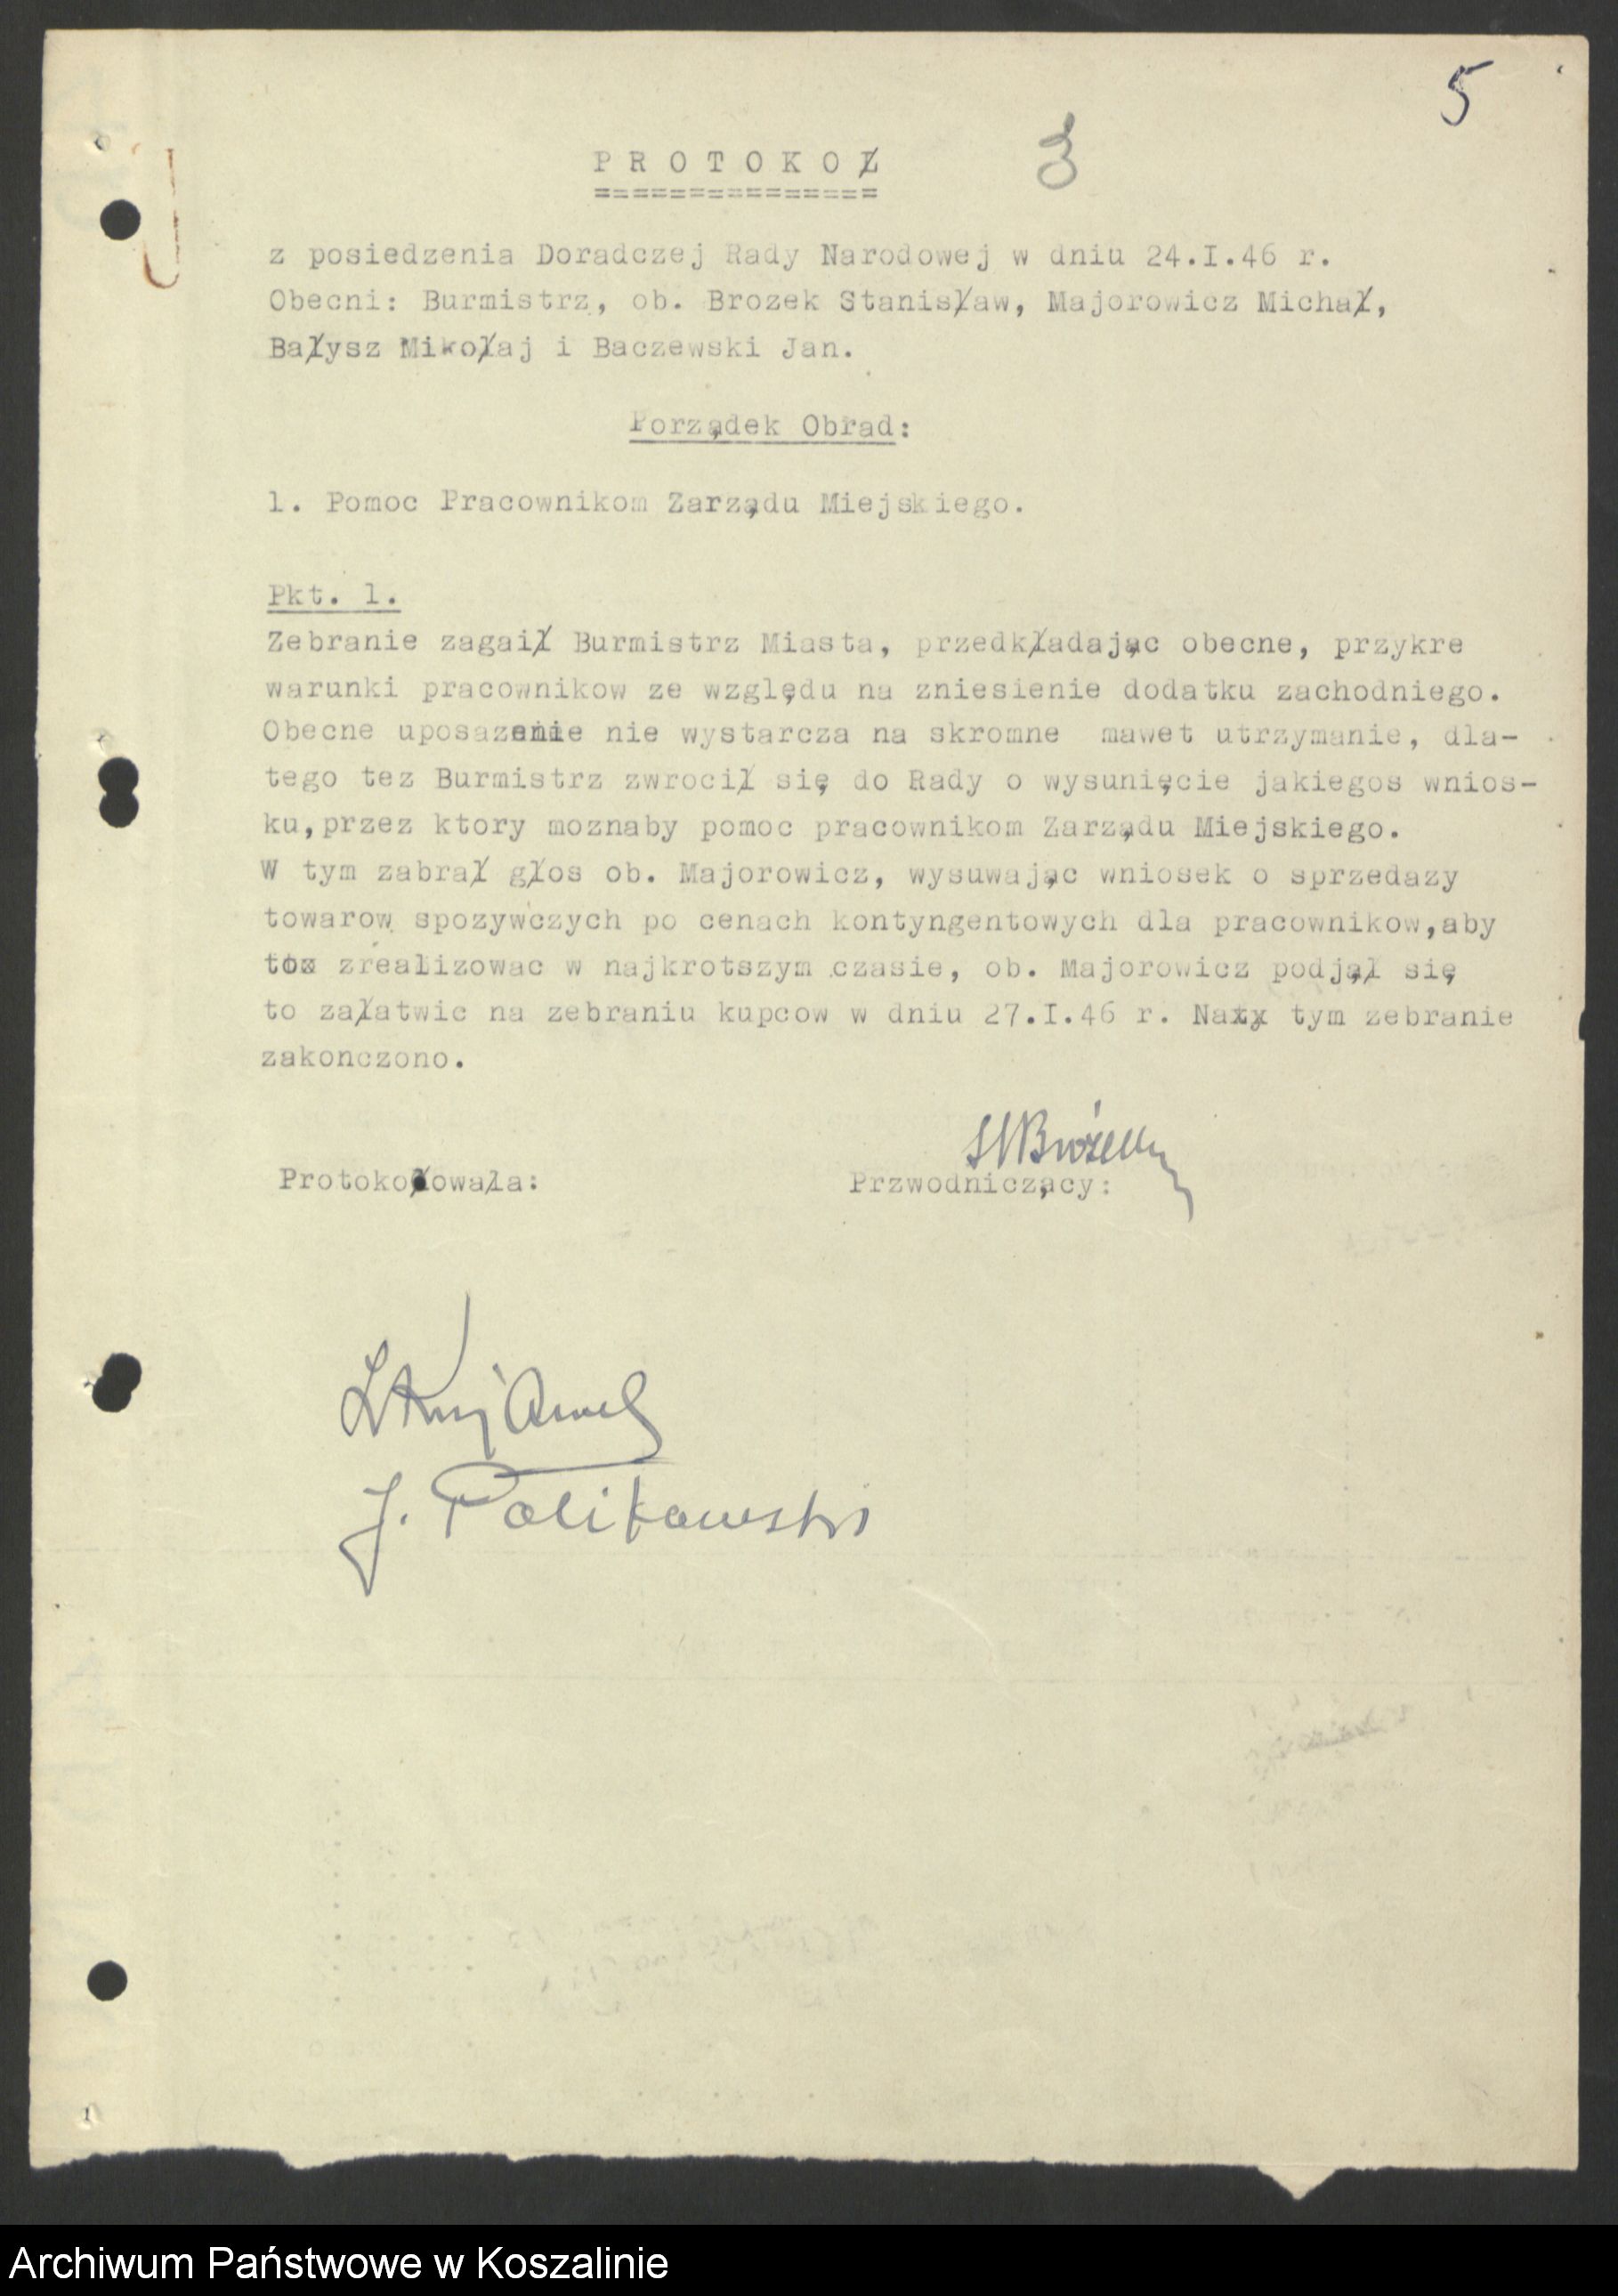 5
3
P R O T O K O Ł
===============
z posiedzenia Doradczej Rady Narodowej w dniu 24.I.46 r.
Obecni: Burmistrz, ob. Brozek Stanisław, Majorowicz Michał,
Bałysz Mikołaj i Baczewski Jan.
Porządek Obrad:
1. Pomoc Pracownikom Zarządu Miejskiego.
Pkt. 1.
Zebranie zagaił Burmistrz Miasta, przedkładając obecne, przykre
warunki pracownikow ze względu na zniesienie dodatku zachodniego.
Obecne uposazenie nie wystarcza na skromne mawet utrzymanie, dla-
tego tez Burmistrz zwrocił się do Rady o wysunięcie jakiegos wnios-
ku,przez ktory moznaby pomoc pracownikom Zarządu Miejskiego.
W tym zabrał głos ob. Majorowicz, wysuwając wniosek o sprzedazy
towarow spozywczych po cenach kontyngentowych dla pracownikow,aby
to zrealizowac w najkrotszym czasie, ob. Majorowicz podjął się
to załatwic na zebraniu kupcow w dniu 27.I.46 r. Na tym zebranie
zakonczono.
Protokołowała:
Przwodniczący:
J. Politowski
Archiwum Państwowe w Koszalinie